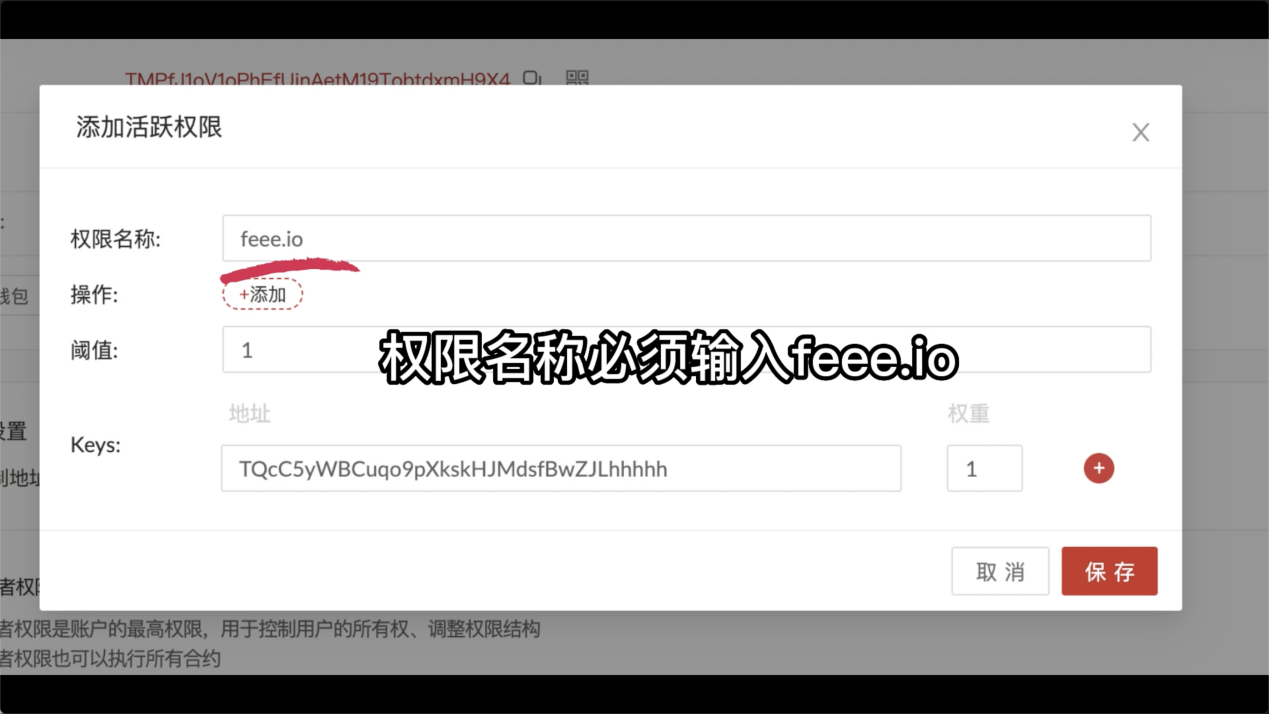 TMPfJ1oV1oPhEfUinAetM19TobtdxmH9X4
添加活跃权限
权限名称:
feee.io
操作:
+添加
钱包
阈值:
1
权限名称必须输入feee.io
地址
权重
设置
Keys:
TQcC5yWBCuqo9pXkskHJMdsfBwZJLhhhhh
1
制地址
取 消
保 存
者权限
者权限是账户的最高权限，用于控制用户的所有权、调整权限结构
者权限也可以执行所有合约